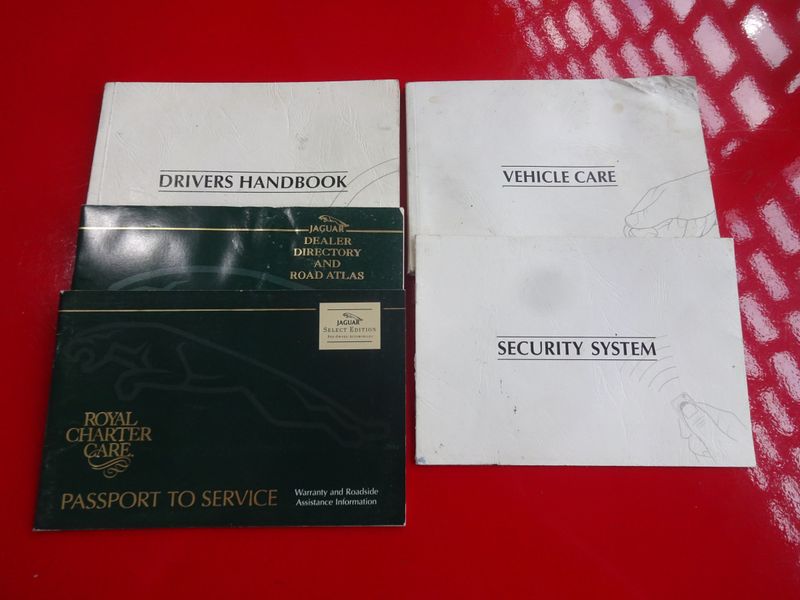 DRIVERS HANDBOOK
VEHICLE CARE
JAGUAR
DEALER
DIRECTORY
AND
ROAD ATLAS
JAGUAR
SELECT EDITION
SECURITY SYSTEM
ROYAL
CHARTER
CARE
PASSPORT TO SERVICE
Warranty and Roadside
Assistance Information